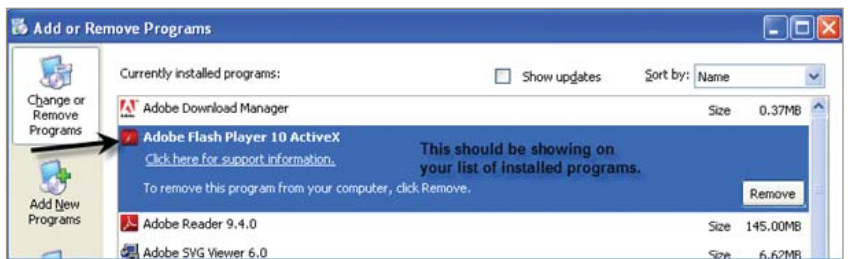 Add or Remove Programs
Change or
Remove
Programs
Currently installed programs:
Show updates
Sort by: Name
Adobe Download Manager Size 0.37MB
Adobe Flash Player 10 ActiveX
Click here for support information.
This should be showing on
your list of installed programs.
To remove this program from your computer, click Remove.
Remove
Add New
Programs
Adobe Reader 9.4.0 Size 145.00MB
Adobe SVG Viewer 6.0 Size 6.62MB